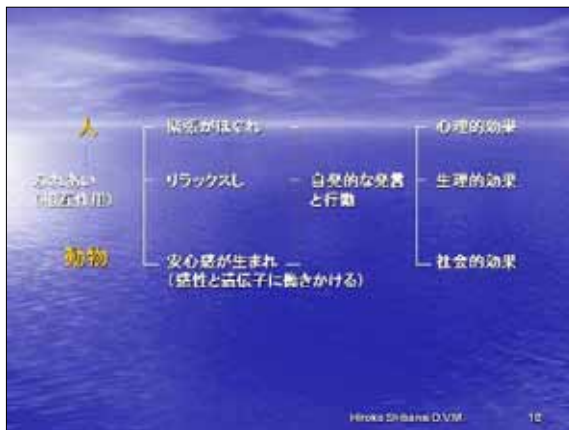 人
緊張がほぐれ
心理的効果
ふれあい
(相互作用)
リラックスし
自発的な発言
と行動
生理的効果
動物
安心感が生まれ
(感性と遺伝子に働きかける)
社会的効果
D.V.M.